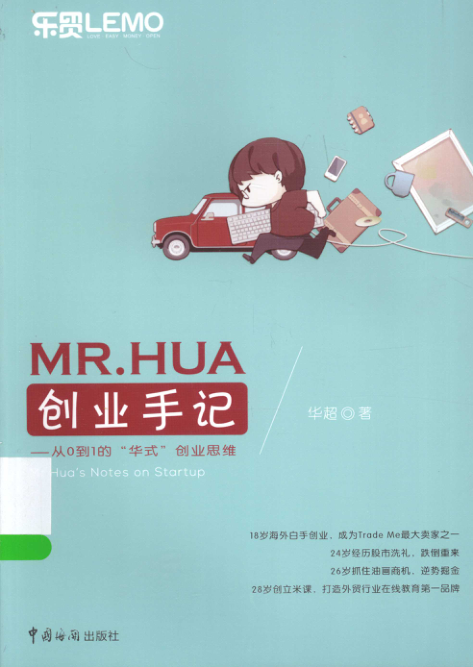 乐贸LEMO
LOVE EASY MONEY OPEN
MR.HUA
创业手记
华超◎著
—从0到1的“华式”创业思维
Mr.Hua's Notes on Startup
18岁海外白手创业，成为Trade Me最大卖家之一
24岁经历股市洗礼，跌倒重来
26岁抓住油画商机，逆势掘金
28岁创立米课，打造外贸行业在线教育第一品牌
中国海关出版社